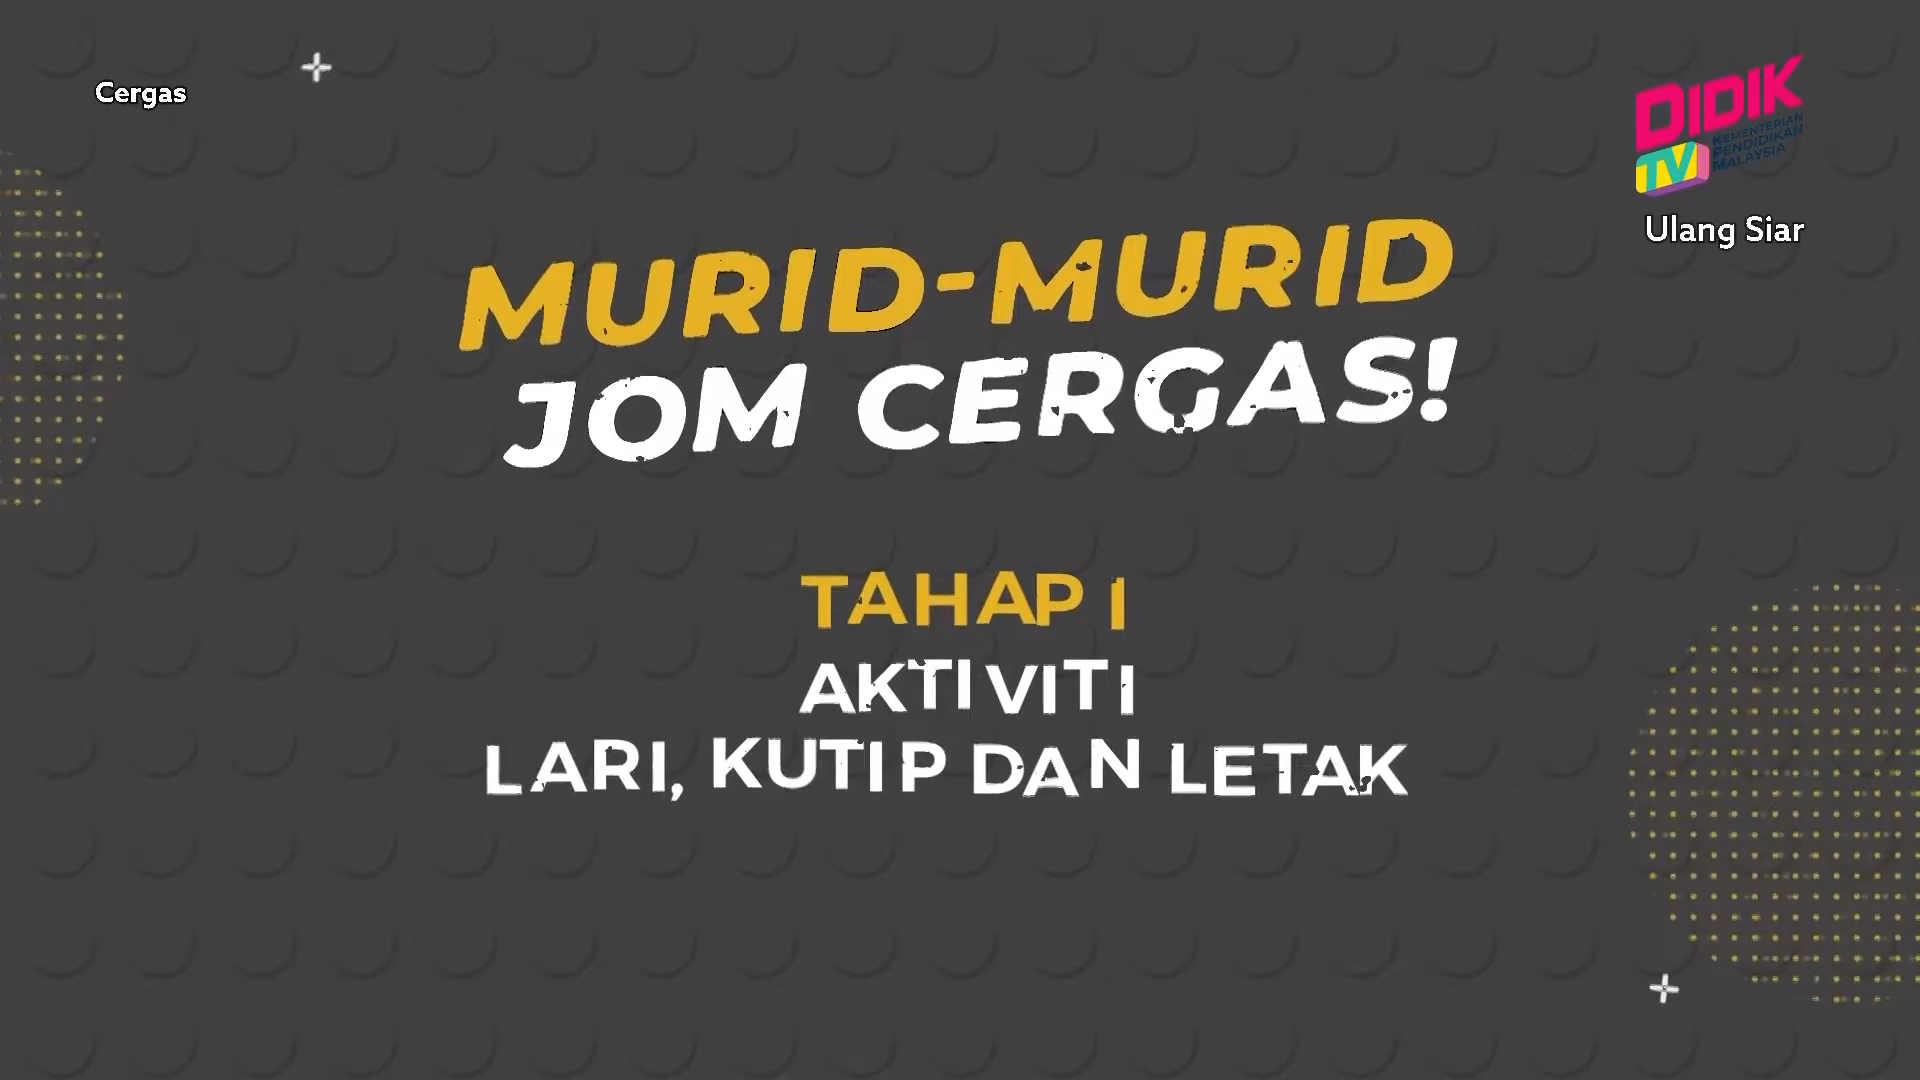 Cergas
DIDIK
TV
KEMENTERIAN
PENDIDIKAN
MALAYSIA
Ulang Siar
MURID-MURID
JOM CERGAS!
TAHAP I
AKTIVITI
LARI, KUTIP DAN LETAK